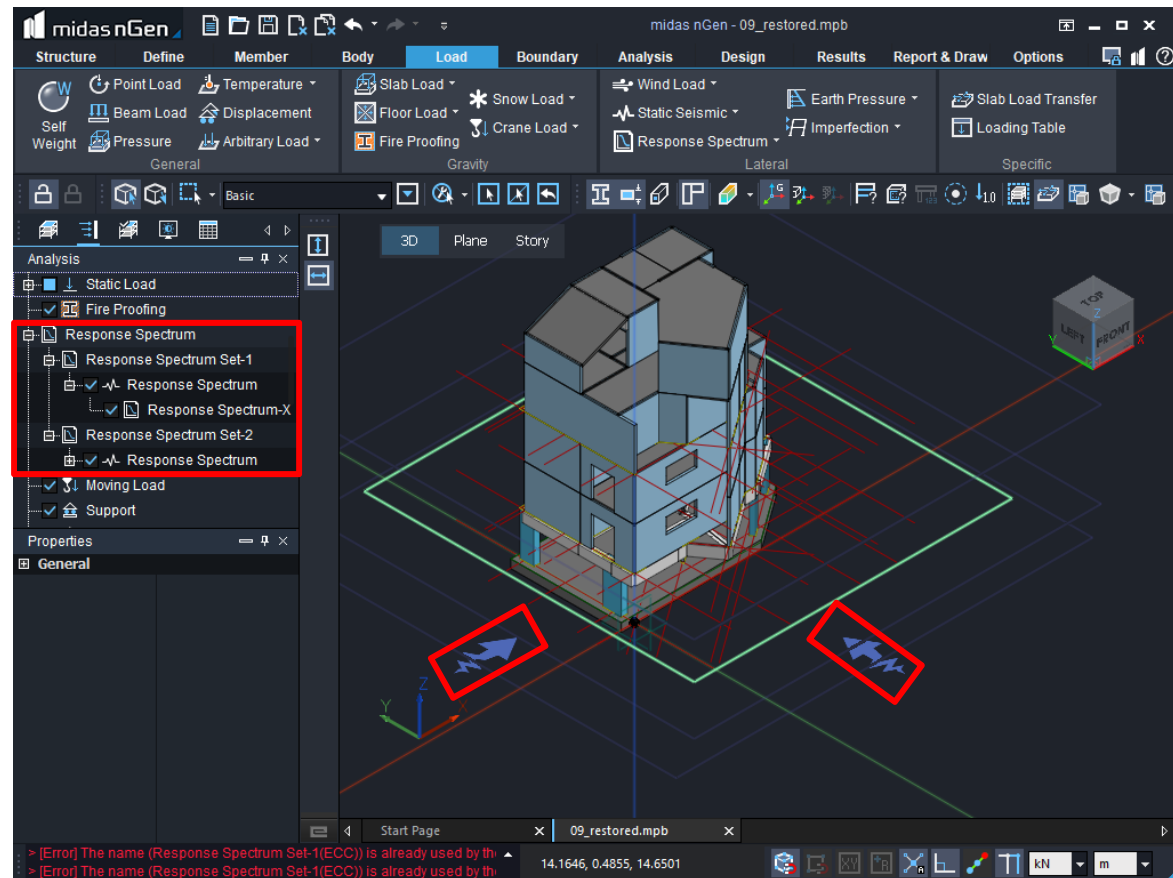 midas nGen
midas nGen - 09_restored.mpb
Structure Define Member Body Load Boundary Analysis Design Results Report & Draw Options
Self Weight
Point Load
Beam Load
Pressure
Temperature
Displacement
Arbitrary Load
General
Slab Load
Floor Load
Fire Proofing
Snow Load
Crane Load
Gravity
Wind Load
Static Seismic
Response Spectrum
Earth Pressure
Imperfection
Lateral
Slab Load Transfer
Loading Table
Specific
Basic
1.0
Analysis
Static Load
Fire Proofing
Response Spectrum
Response Spectrum Set-1
Response Spectrum
Response Spectrum-X
Response Spectrum Set-2
Response Spectrum
Moving Load
Support
Properties
General
3D Plane Story
TOP
LEFT FRONT
Z
Y X
Z
Y X
Start Page 09_restored.mpb
> [Error] The name (Response Spectrum Set-1(ECC)) is already used by th
> [Error] The name (Response Spectrum Set-1(ECC)) is already used by th
14.1646, 0.4855, 14.6501
kN m